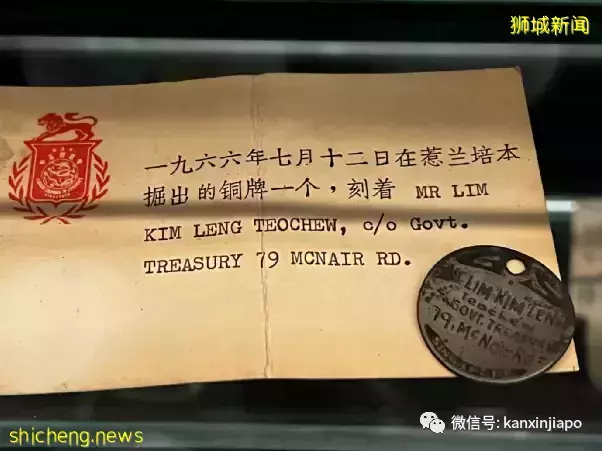 狮城新闻
一九六六年七月十二日在惹兰培本
掘出的铜牌一个,刻着 MR LIM
KIM LENG TEOCHEW, c/o Govt.
TREASURY 79 MCNAIR RD.
LIM KIM LENG
Teochew
GOVT. TREASURY
79, McNair Rd
shicheng.news
微信号: kanxinjiapo